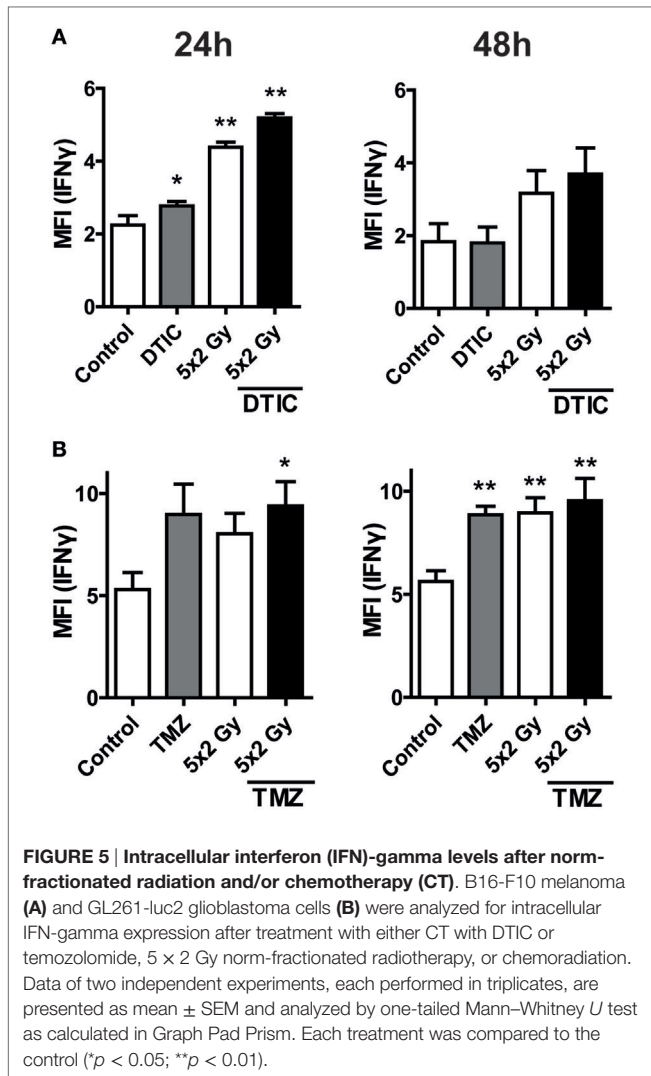 A
24h
48h
MFI (IFNγ)
6
4
2
0
*
**
**
Control
DTIC
5x2 Gy
5x2 Gy
DTIC
MFI (IFNγ)
6
4
2
0
Control
DTIC
5x2 Gy
5x2 Gy
DTIC
B
MFI (IFNγ)
10
5
0
*
Control
TMZ
5x2 Gy
5x2 Gy
TMZ
MFI (IFNγ)
10
5
0
**
**
**
Control
TMZ
5x2 Gy
5x2 Gy
TMZ
FIGURE 5 | Intracellular interferon (IFN)-gamma levels after norm-
fractionated radiation and/or chemotherapy (CT). B16-F10 melanoma
(A) and GL261-luc2 glioblastoma cells (B) were analyzed for intracellular
IFN-gamma expression after treatment with either CT with DTIC or
temozolomide, 5 × 2 Gy norm-fractionated radiotherapy, or chemoradiation.
Data of two independent experiments, each performed in triplicates, are
presented as mean ± SEM and analyzed by one-tailed Mann–Whitney U test
as calculated in Graph Pad Prism. Each treatment was compared to the
control (*p < 0.05; **p < 0.01).